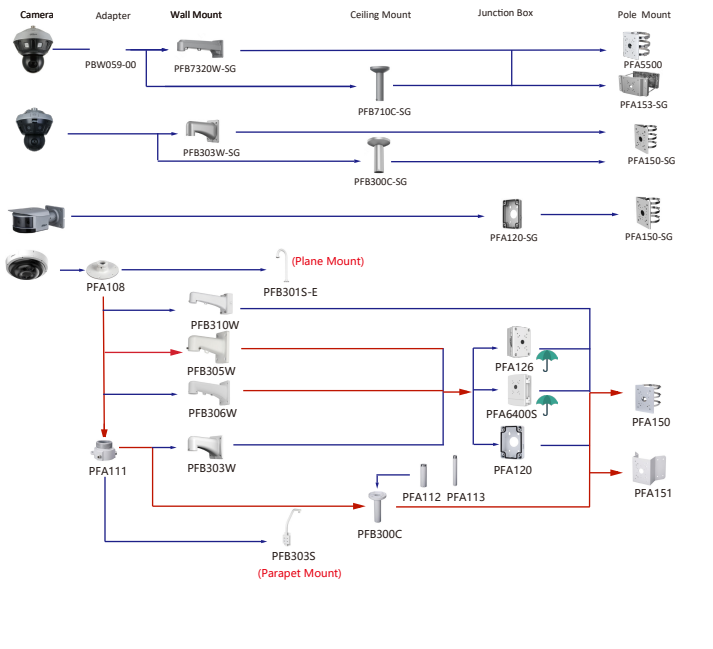 Camera
Adapter
Wall Mount
Ceiling Mount
Junction Box
Pole Mount
PBW059-00
PFB7320W-SG
PFA5500
PFB710C-SG
PFA153-SG
PFB303W-SG
PFB300C-SG
PFA150-SG
PFA120-SG
PFA150-SG
PFA108
(Plane Mount)
PFB301S-E
PFB310W
PFB305W
PFA126
PFB306W
PFA6400S
PFA150
PFA111
PFB303W
PFA120
PFA112
PFA113
PFA151
PFB300C
PFB303S
(Parapet Mount)